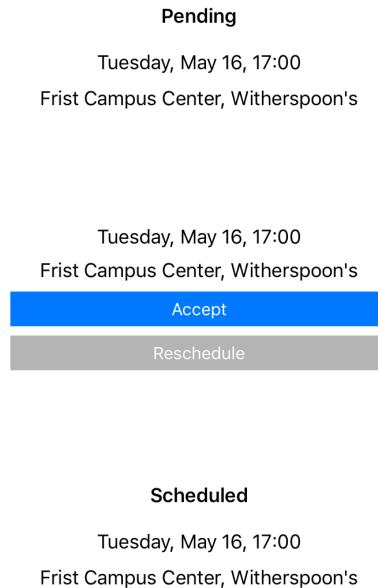 Pending
Tuesday, May 16, 17:00
Frist Campus Center, Witherspoon's
Tuesday, May 16, 17:00
Frist Campus Center, Witherspoon's
Accept
Reschedule
Scheduled
Tuesday, May 16, 17:00
Frist Campus Center, Witherspoon's